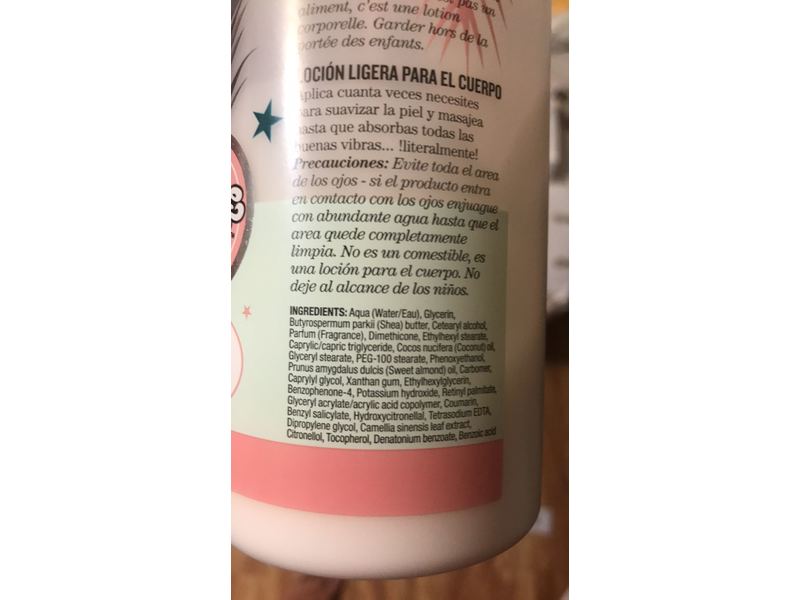 pas un
aliment, c'est une lotion
corporelle. Garder hors de la
portée des enfants.
LOCIÓN LIGERA PARA EL CUERPO
Aplica cuanta veces necesites
para suavizar la piel y masajea
hasta que absorbas todas las
buenas vibras... !literalmente!
Precauciones: Evite toda el area
de los ojos - si el producto entra
en contacto con los ojos enjuague
con abundante agua hasta que el
area quede completamente
limpia. No es un comestible, es
una loción para el cuerpo. No
deje al alcance de los niños.
INGREDIENTS: Aqua (Water/Eau), Glycerin,
Butyrospermum parkii (Shea) butter, Cetearyl alcohol,
Parfum (Fragrance), Dimethicone, Ethylhexyl stearate,
Caprylic/capric triglyceride, Cocos nucifera (Coconut) oil,
Glyceryl stearate, PEG-100 stearate, Phenoxyethanol,
Prunus amygdalus dulcis (Sweet almond) oil, Carbomer,
Caprylyl glycol, Xanthan gum, Ethylhexylglycerin,
Benzophenone-4, Potassium hydroxide, Retinyl palmitate,
Glyceryl acrylate/acrylic acid copolymer, Coumarin,
Benzyl salicylate, Hydroxycitronellal, Tetrasodium EDTA,
Dipropylene glycol, Camellia sinensis leaf extract,
Citronellol, Tocopherol, Denatonium benzoate, Benzoic acid